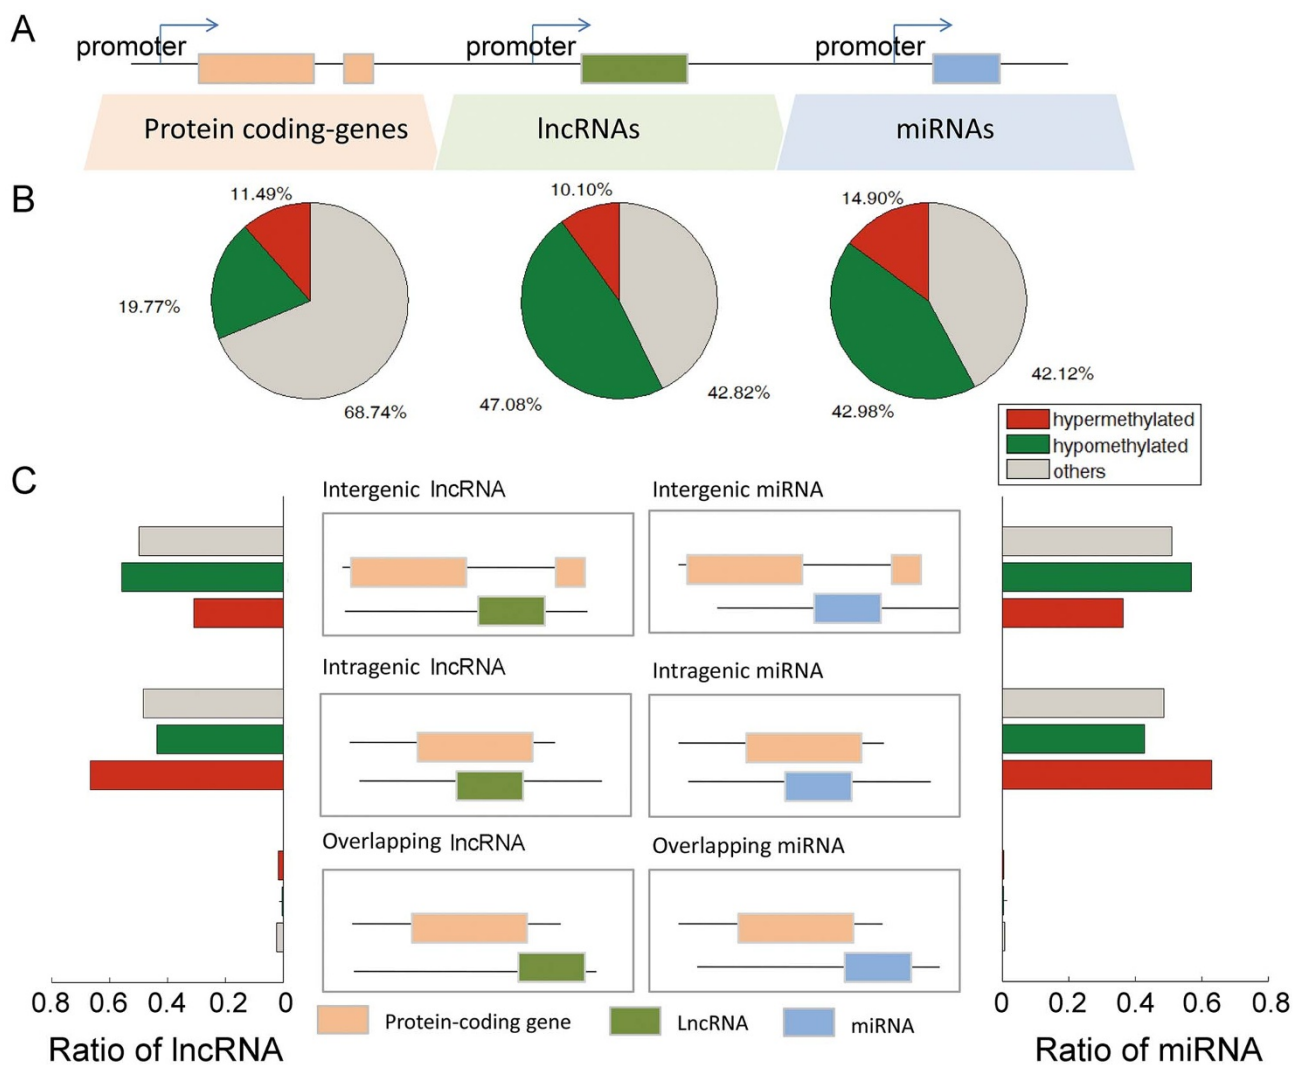 A
promoter
promoter
promoter
Protein coding-genes
lncRNAs
miRNAs
B
11.49%
19.77%
68.74%
10.10%
47.08%
42.82%
14.90%
42.98%
42.12%
hypermethylated
hypomethylated
others
C
Intergenic lncRNA
Intergenic miRNA
Intragenic lncRNA
Intragenic miRNA
Overlapping lncRNA
Overlapping miRNA
0.8 0.6 0.4 0.2 0
Ratio of lncRNA
Protein-coding gene
LncRNA
miRNA
0 0.2 0.4 0.6 0.8
Ratio of miRNA